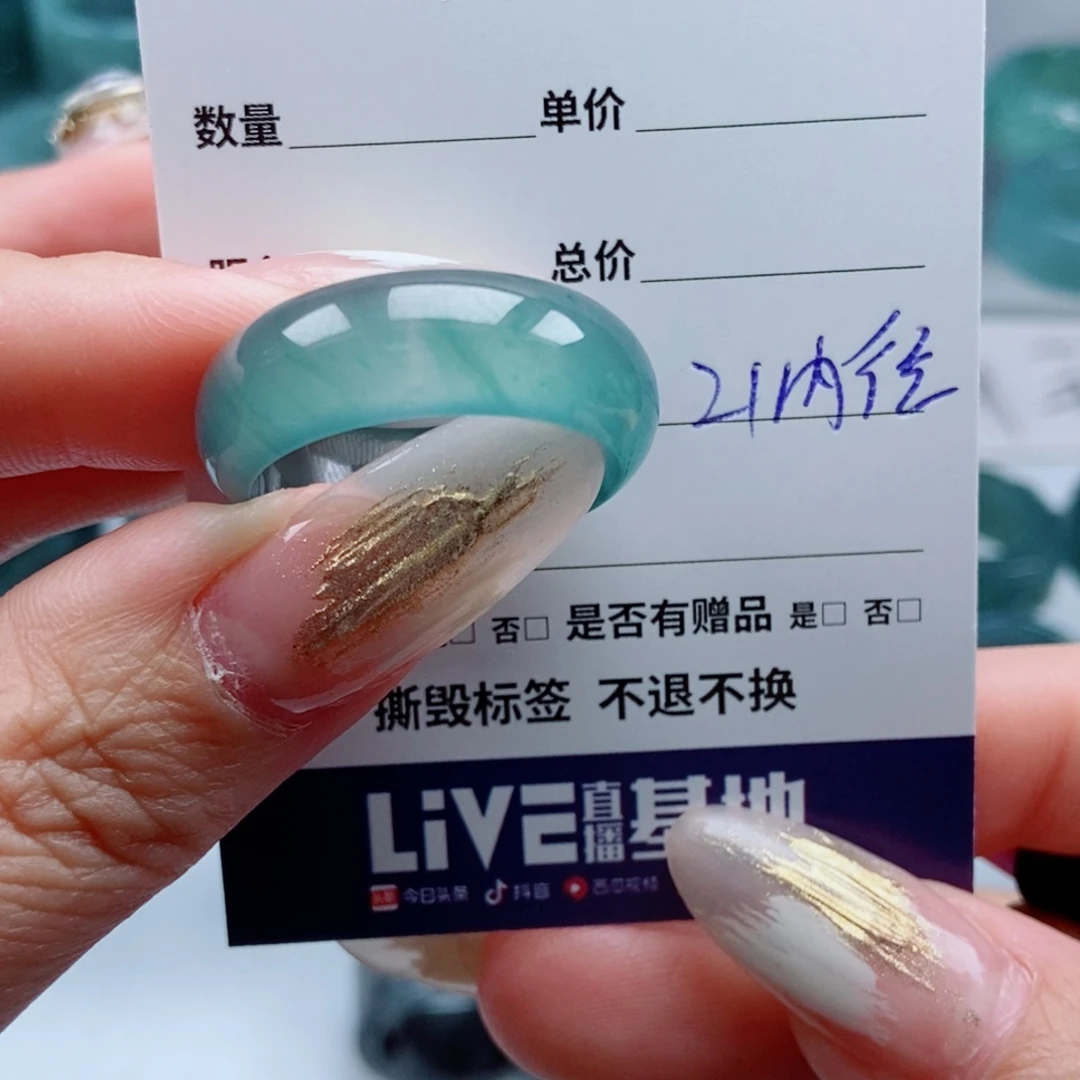 数量 单价
总价
21内径
否□ 是否有赠品 是□ 否□
撕毁标签 不退不换
LiVE直播基地
头条 今日头条 抖音 西瓜视频